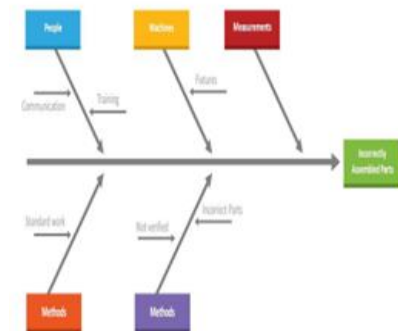 People
Machines
Measurements
Fixtures
Communication
Training
Incorrectly
Assembled Parts
Standard work
Not verified
Incorrect Parts
Methods
Methods